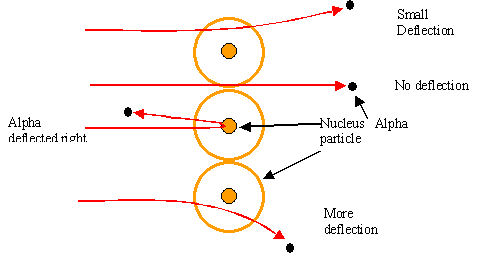 Small
Deflection
No deflection
Alpha
deflected right
Nucleus
particle
Alpha
More
deflection